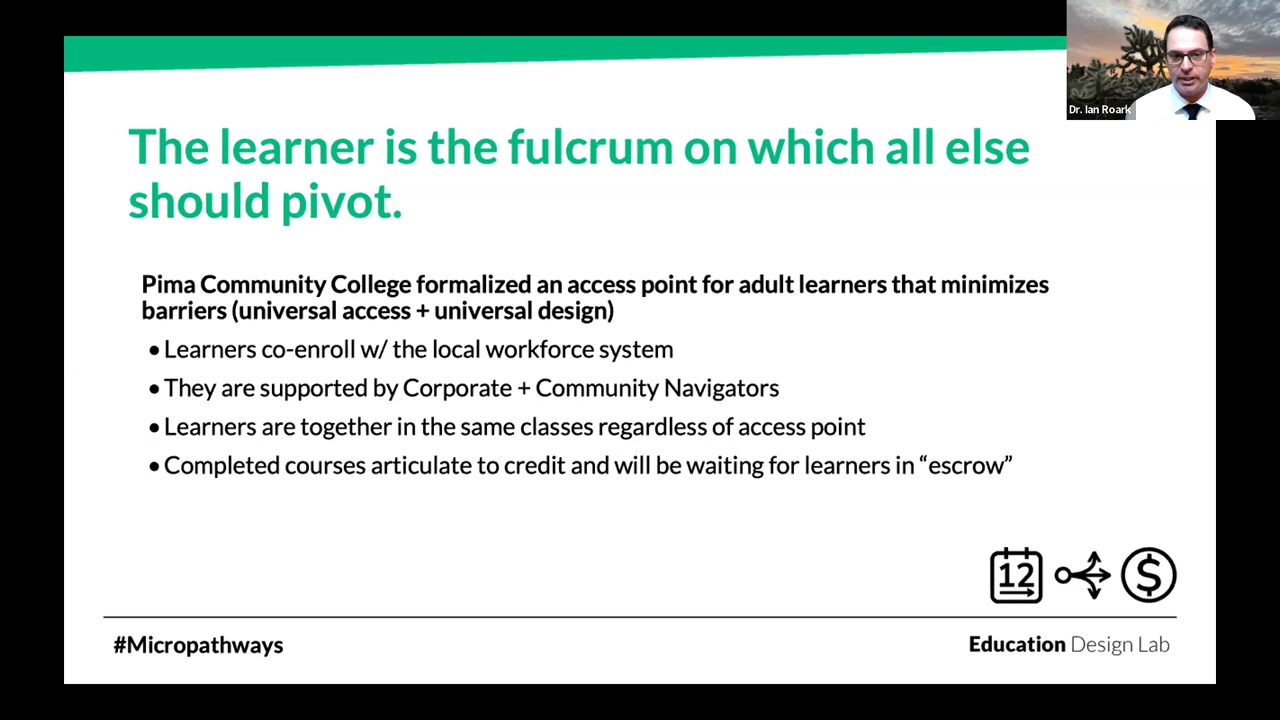 Dr. Ian Roark
The learner is the fulcrum on which all else
should pivot.
Pima Community College formalized an access point for adult learners that minimizes
barriers (universal access + universal design)
• Learners co-enroll w/ the local workforce system
• They are supported by Corporate + Community Navigators
• Learners are together in the same classes regardless of access point
• Completed courses articulate to credit and will be waiting for learners in “escrow”
12
$
#Micropathways
Education Design Lab